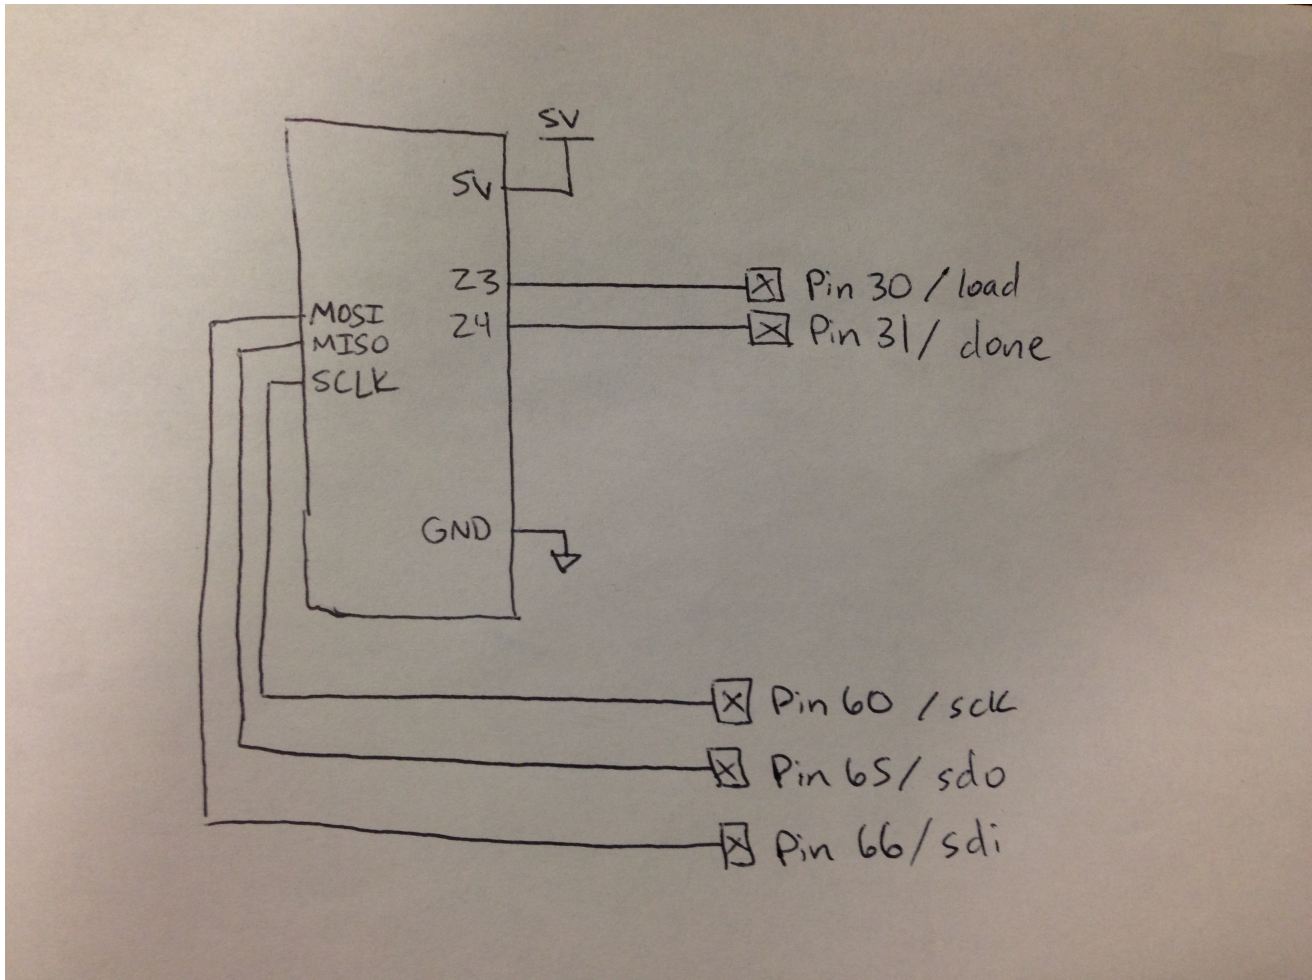 5V
5V
23
Pin 30 / load
MOSI
24
Pin 31 / done
MISO
SCLK
GND
Pin 60 / sck
Pin 65 / sdo
Pin 66 / sdi